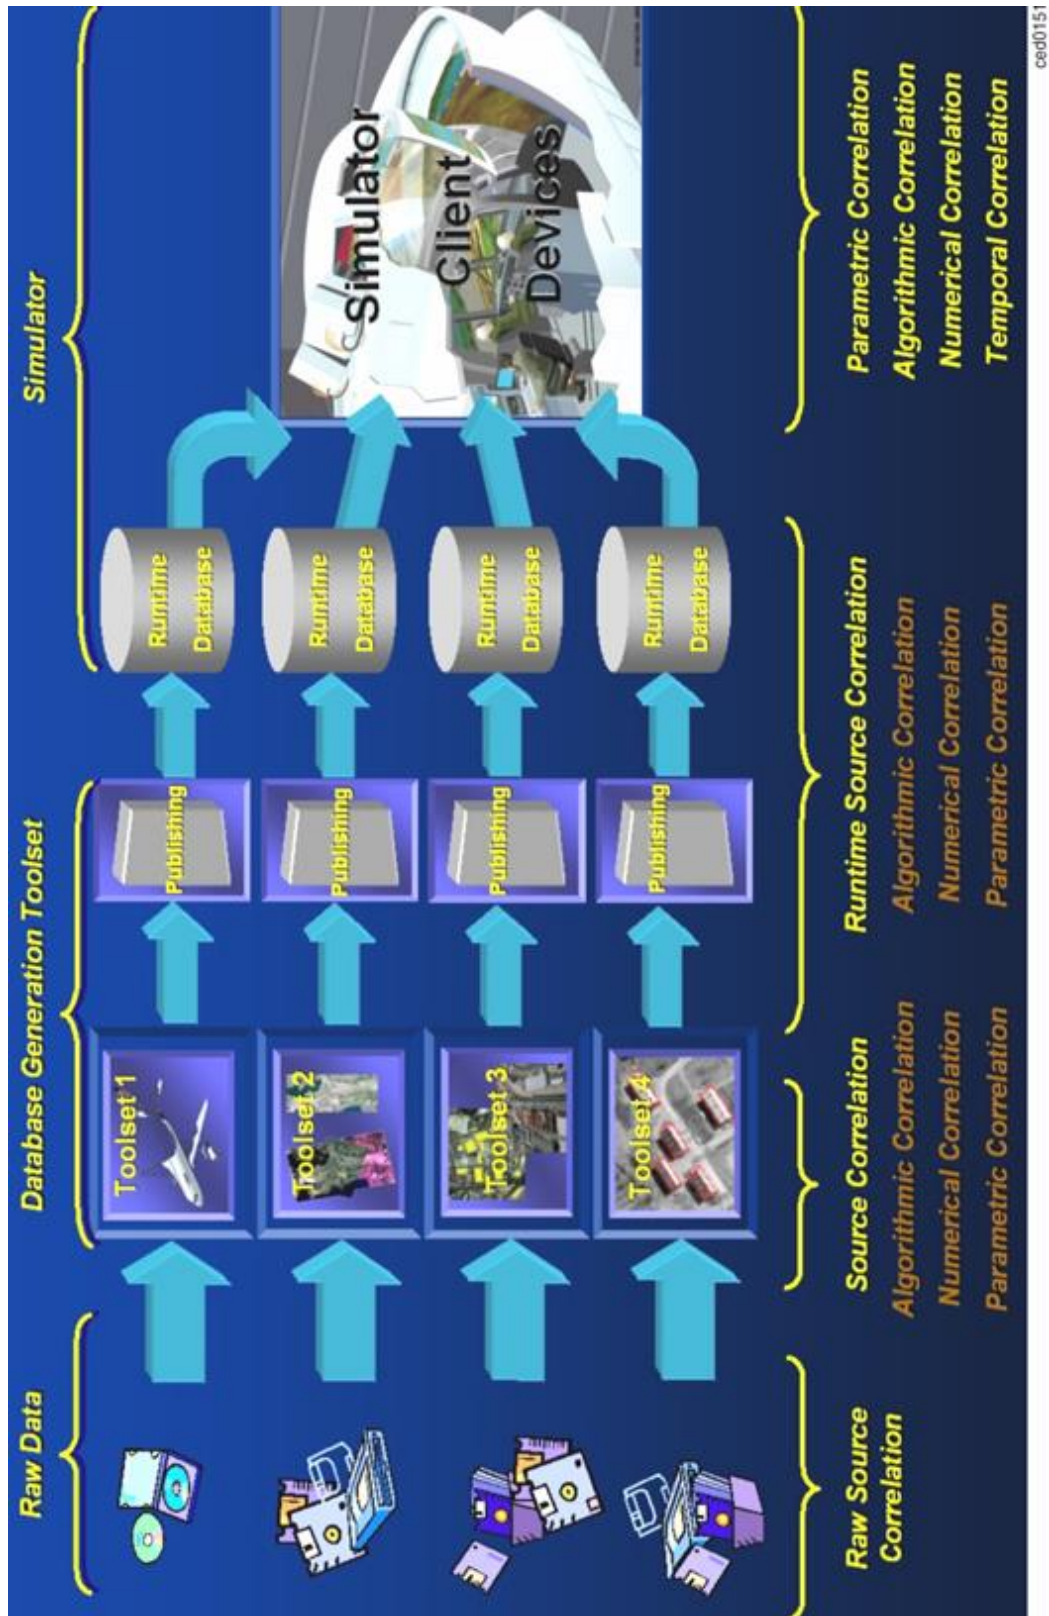 Raw Data
Database Generation Toolset
Simulator
Toolset 1
Publishing
Runtime
Database
Toolset 2
Publishing
Runtime
Database
Toolset 3
Publishing
Runtime
Database
Toolset 4
Publishing
Runtime
Database
Simulator
Client
Devices
Raw Source
Correlation
Source Correlation
Algorithmic Correlation
Numerical Correlation
Parametric Correlation
Runtime Source Correlation
Algorithmic Correlation
Numerical Correlation
Parametric Correlation
Parametric Correlation
Algorithmic Correlation
Numerical Correlation
Temporal Correlation
ced0151